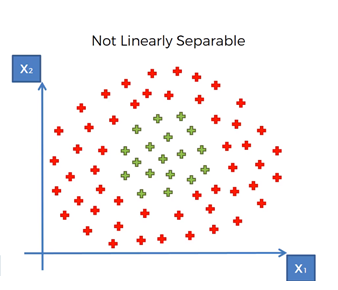 Not Linearly Separable
X₂
X₁